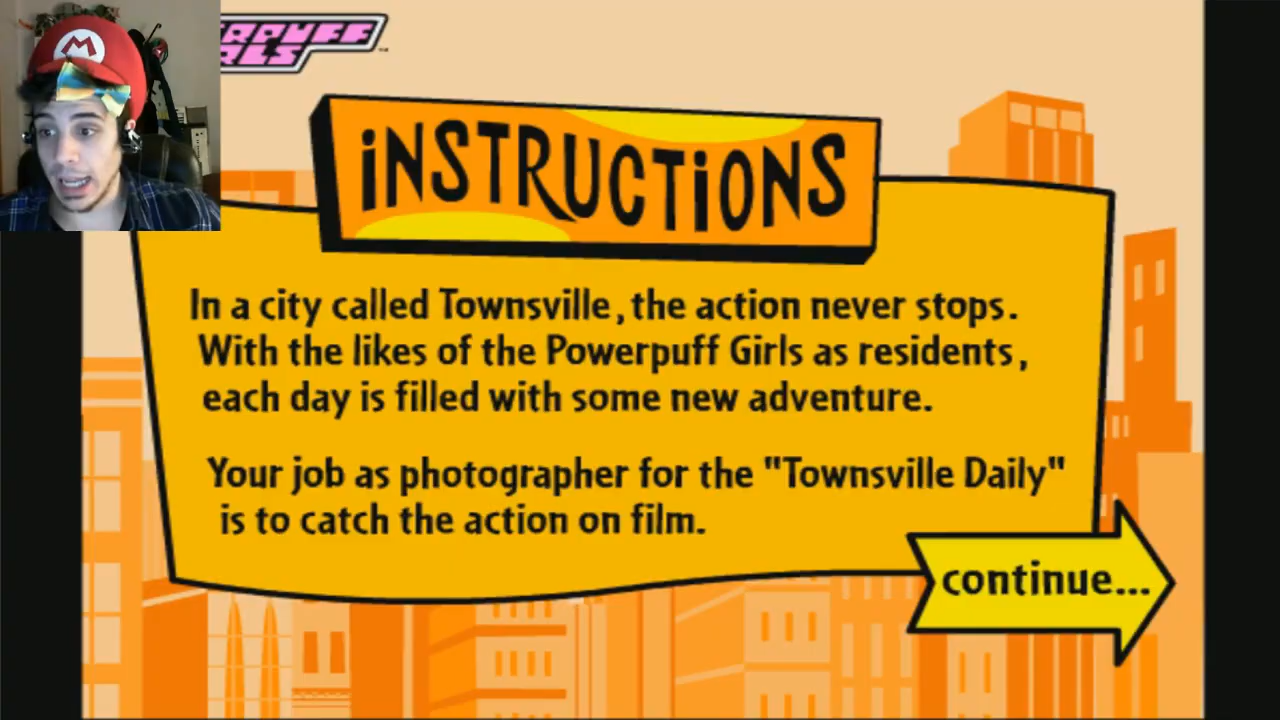 M
RPUFF
RLS
iNSTRUCTiONS
In a city called Townsville, the action never stops.
With the likes of the Powerpuff Girls as residents,
each day is filled with some new adventure.
Your job as photographer for the "Townsville Daily"
is to catch the action on film.
continue...